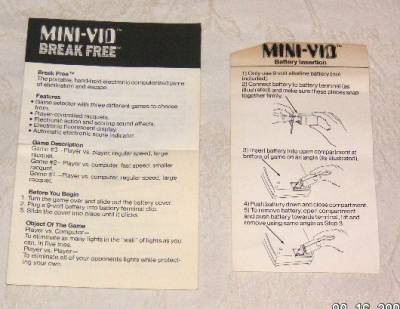 MINI-VID™
BREAK FREE™
Break Free™
The portable, hand-held electronic computerized game
of elimination and escape.
Features
• Game selector with three different games to choose
from.
• Player-controlled racquets.
• Electronic action and scoring sound effects.
• Electronic fluorescent display.
• Automatic electronic score indicator.
Game Description
Game #3 - Player vs. player, regular speed, large
racquet.
Game #2 - Player vs. computer, fast speed, smaller
racquet.
Game #1 - Player vs. computer, regular speed, large
racquet.
Before You Begin
1. Turn the game over and slide out the battery cover.
2. Plug a 9-volt battery into battery terminal clip.
3. Slide the cover into place until it clicks.
Object Of The Game
Player vs. Computer—
To eliminate as many lights in the "wall" of lights as you
can, in five tries.
Player vs. Player—
To eliminate all of your opponents lights while protect-
ing your own.
MINI-VID™
Battery Insertion
1) Only use 9 volt alkaline battery (not
included).
2) Connect battery to battery terminal (as
illustrated) and make sure these pieces snap
together firmly.
3) Insert battery into open compartment at
bottom of game on an angle (as illustrated).
4) Push battery down and close compartment.
5) To remove battery, open compartment
and push battery towards terminal, lift and
remove using same angle as Step 3.